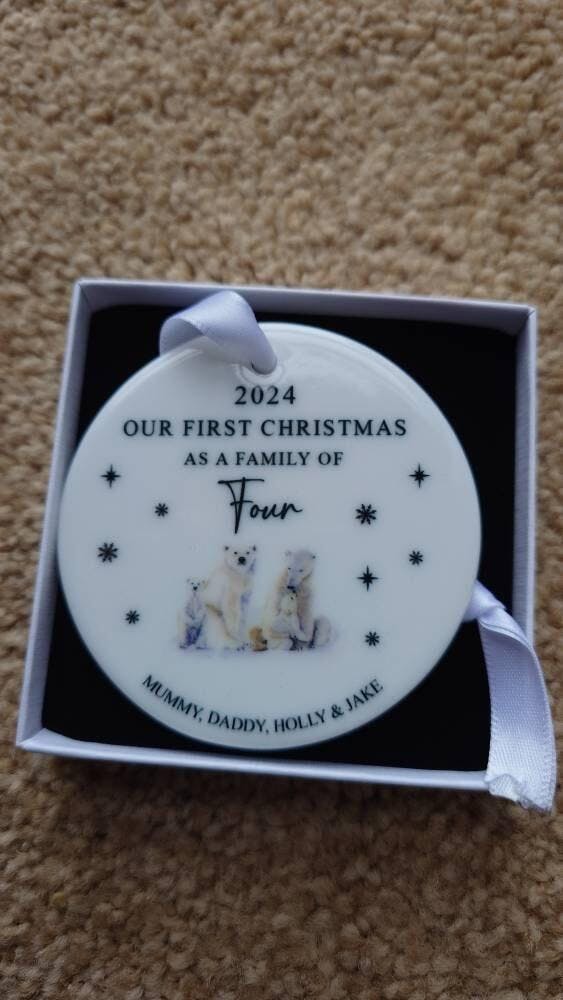 2024
OUR FIRST CHRISTMAS
AS A FAMILY OF
Four
MUMMY, DADDY, HOLLY & JAKE